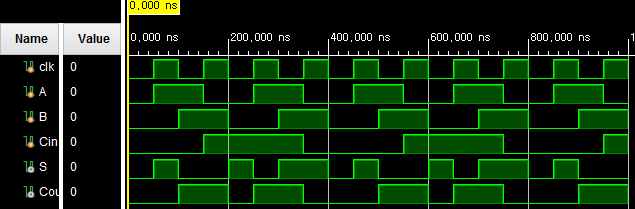 0,000 ns
Name Value
0,000 ns 200,000 ns 400,000 ns 600,000 ns 800,000 ns 1
clk 0
A 0
B 0
Cin 0
S 0
Cou 0